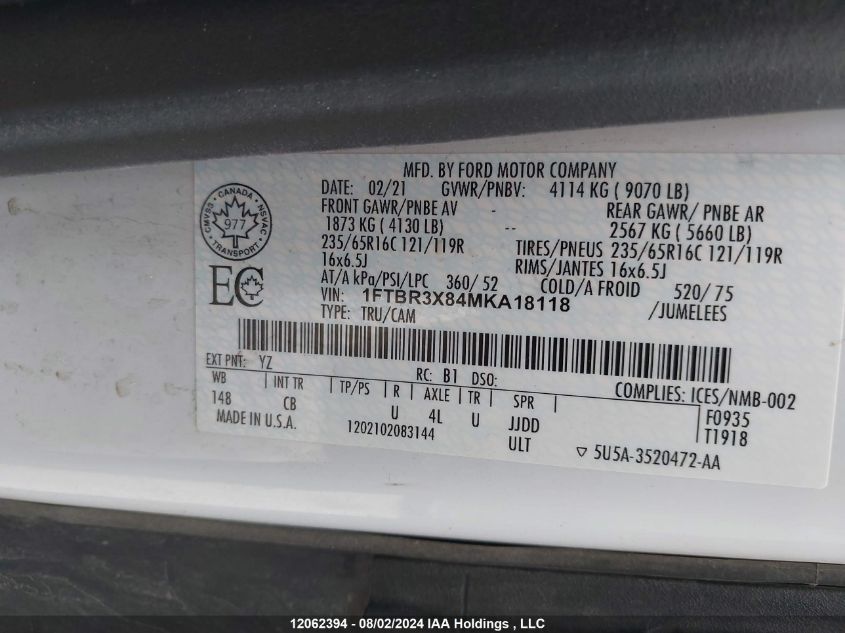 MFD. BY FORD MOTOR COMPANY
DATE: 02/21 GVWR/PNBV: 4114 KG ( 9070 LB)
FRONT GAWR/PNBE AV - REAR GAWR/ PNBE AR
1873 KG ( 4130 LB) -- 2567 KG ( 5660 LB)
235/65R16C 121/119R TIRES/PNEUS 235/65R16C 121/119R
16x6.5J RIMS/JANTES 16x6.5J
AT/A kPa/PSI/LPC 360/ 52 COLD/A FROID 520/ 75
VIN: 1FTBR3X84MKA18118 /JUMELEES
TYPE: TRU/CAM
CANADA
CMVSS 977 NSVAC
TRANSPORT
EC
EXT PNT: YZ RC: B1 DSO:
WB INT TR TP/PS R AXLE TR SPR COMPLIES: ICES/NMB-002
148 CB U 4L U JJDD F0935
MADE IN U.S.A. 1202102083144 ULT T1918
▽ 5U5A-3520472-AA
12062394 - 08/02/2024 IAA Holdings , LLC